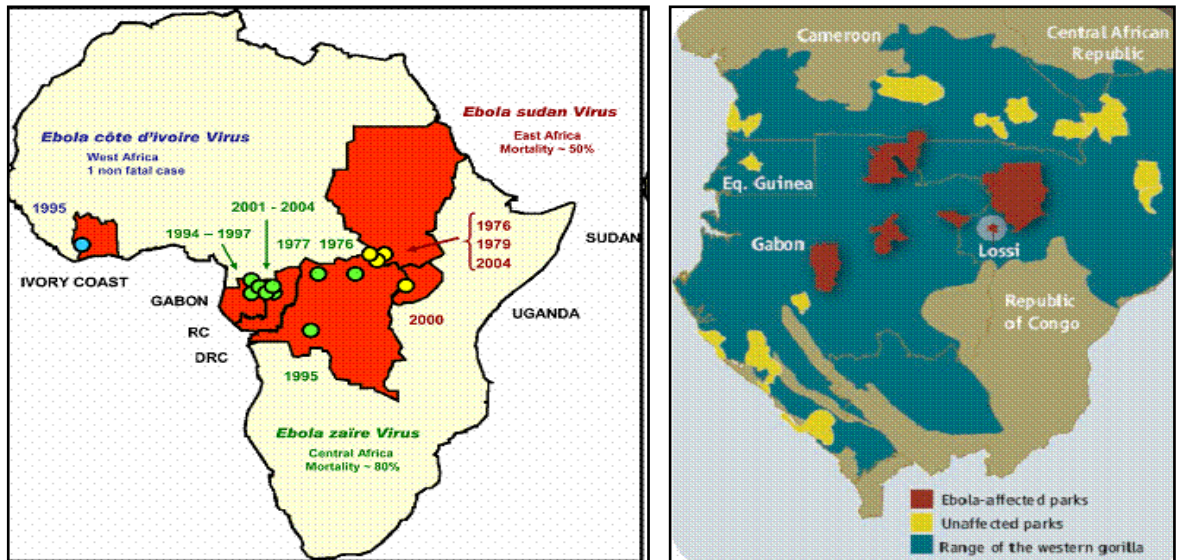 Ebola sudan Virus
East Africa
Mortality ~ 50%
Ebola côte d'ivoire Virus
West Africa
1 non fatal case
1995
2001 - 2004
1994 – 1997
1977 1976
1976
1979
2004
SUDAN
IVORY COAST
GABON
UGANDA
2000
RC
DRC
1995
Ebola zaïre Virus
Central Africa
Mortality ~ 80%
Cameroon
Central African
Republic
Eq. Guinea
Gabon
Lossi
Republic
of Congo
Ebola-affected parks
Unaffected parks
Range of the western gorilla